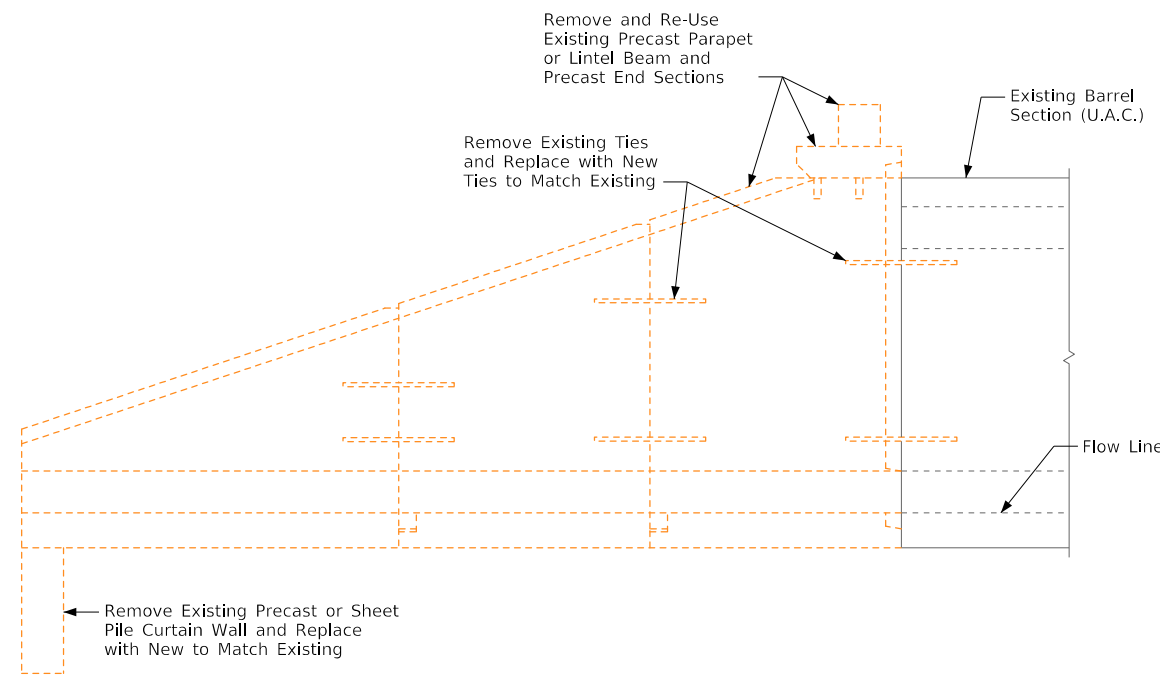 Remove and Re-Use
Existing Precast Parapet
or Lintel Beam and
Precast End Sections
Existing Barrel
Section (U.A.C.)
Remove Existing Ties
and Replace with New
Ties to Match Existing
Flow Line
Remove Existing Precast or Sheet
Pile Curtain Wall and Replace
with New to Match Existing